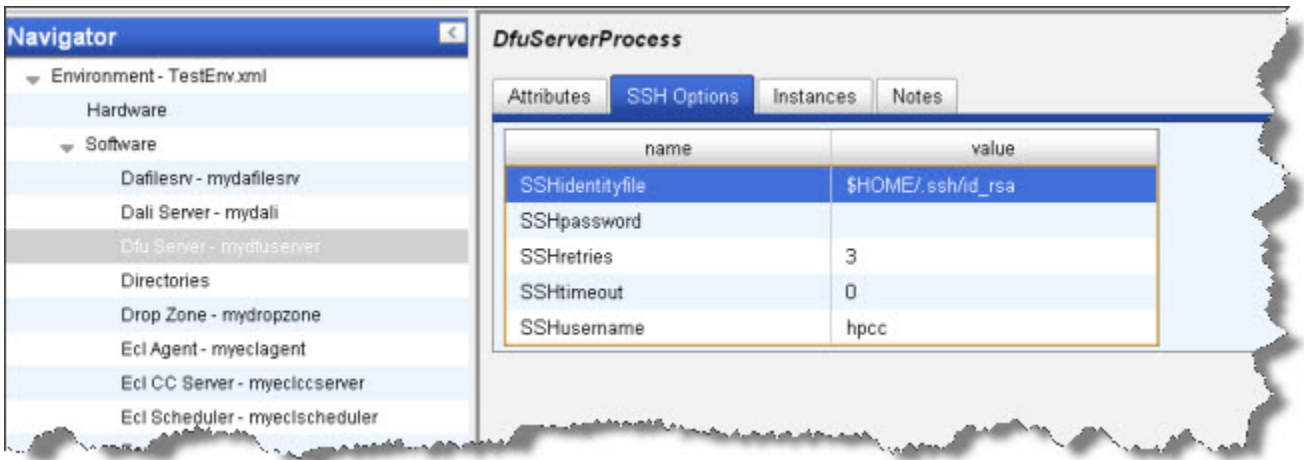 Navigator
<
DfuServerProcess
Environment - TestEnv.xml
Hardware
Software
Dafilesrv - mydafilesrv
Dali Server - mydali
Dfu Server - mydfuserver
Directories
Drop Zone - mydropzone
Ecl Agent - myeclagent
Ecl CC Server - myeclccserver
Ecl Scheduler - myeclscheduler
Attributes SSH Options Instances Notes
name value
SSHidentityfile $HOME/.ssh/id_rsa
SSHpassword
SSHretries 3
SSHtimeout 0
SSHusername hpcc